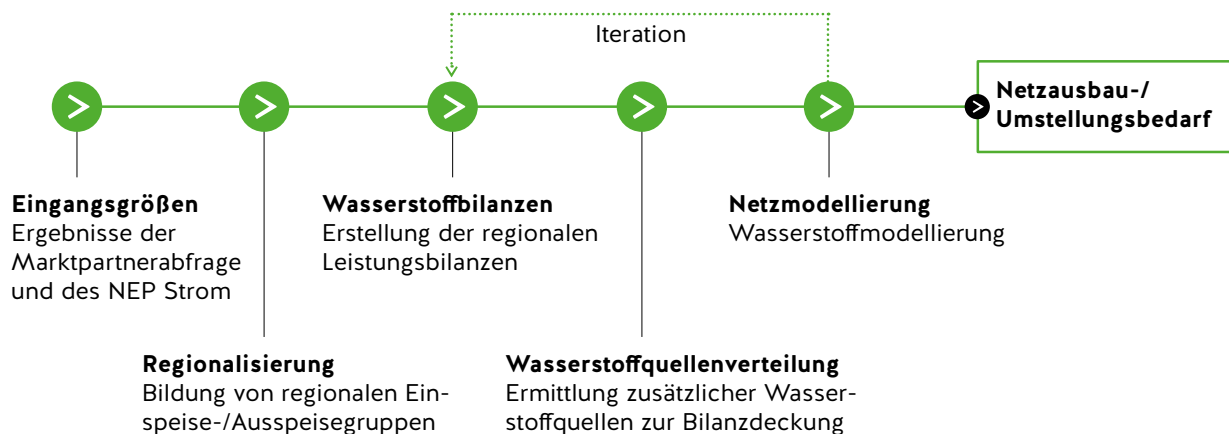 Iteration
Netzausbau-/
Umstellungsbedarf
Eingangsgrößen
Ergebnisse der
Marktpartnerabfrage
und des NEP Strom
Regionalisierung
Bildung von regionalen Ein-
speise-/Ausspeisegruppen
Wasserstoffbilanzen
Erstellung der regionalen
Leistungsbilanzen
Wasserstoffquellenverteilung
Ermittlung zusätzlicher Wasser-
stoffquellen zur Bilanzdeckung
Netzmodellierung
Wasserstoffmodellierung